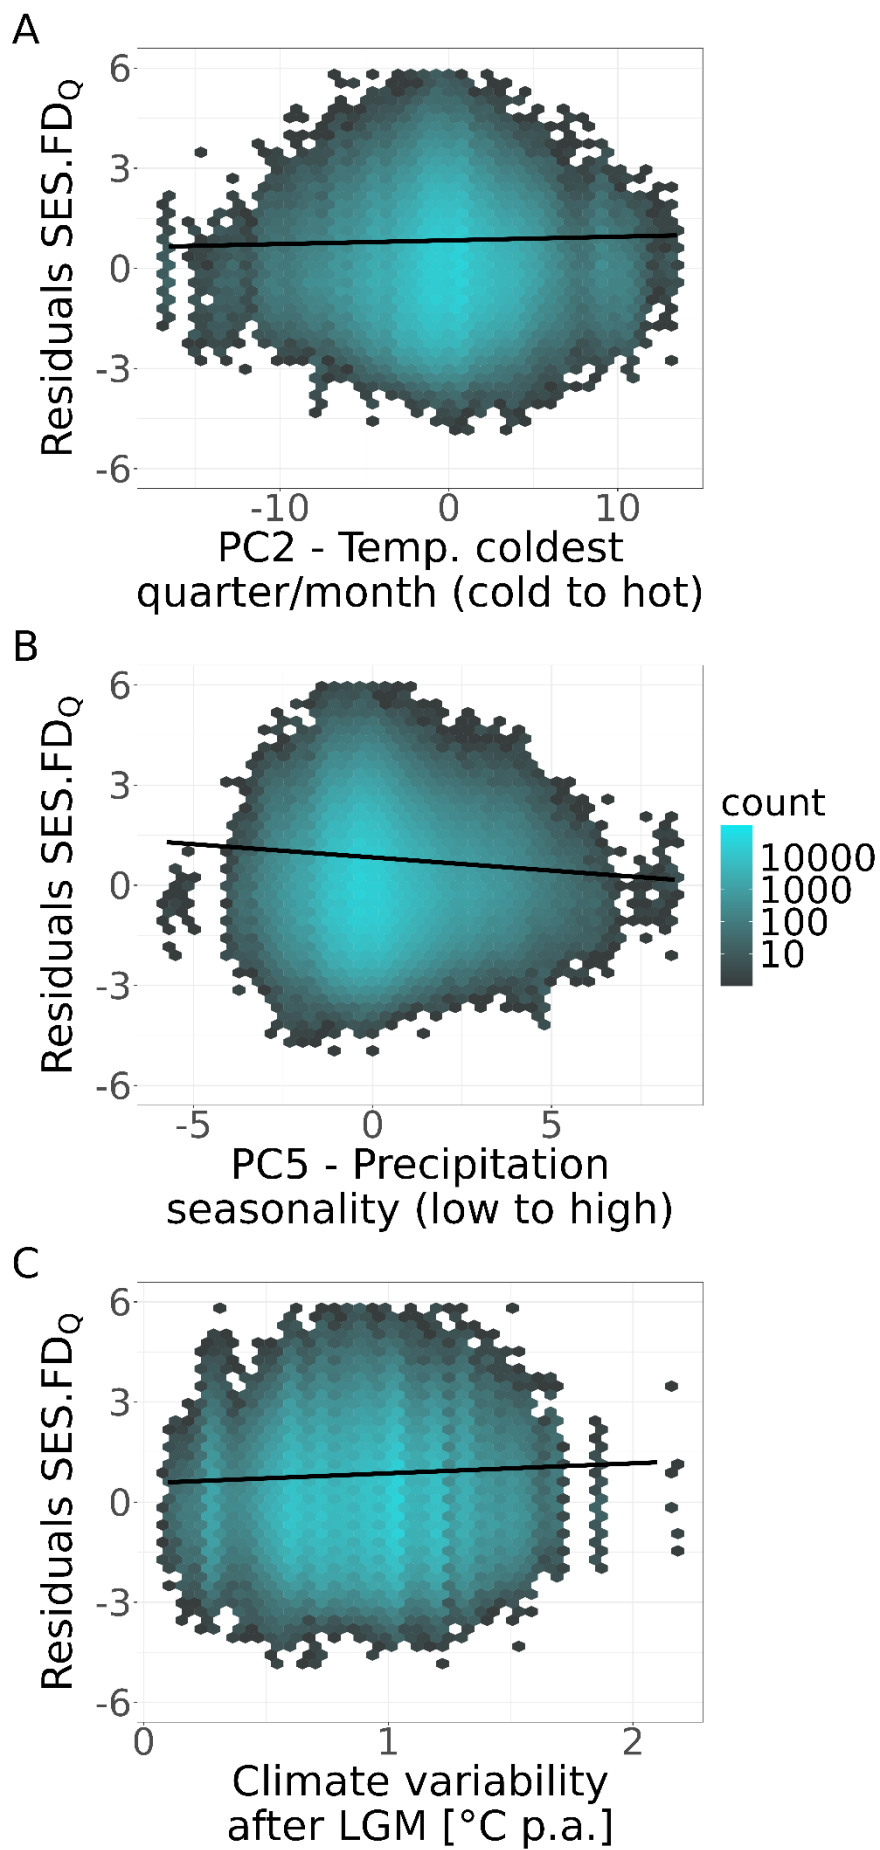 A
Residuals SES.FDQ
6
3
0
-3
-6
-10
0
10
PC2 - Temp. coldest
quarter/month (cold to hot)
B
Residuals SES.FDQ
6
3
0
-3
-6
-5
0
5
PC5 - Precipitation
seasonality (low to high)
count
10000
1000
100
10
C
Residuals SES.FDQ
6
3
0
-3
-6
0
1
2
Climate variability
after LGM [°C p.a.]